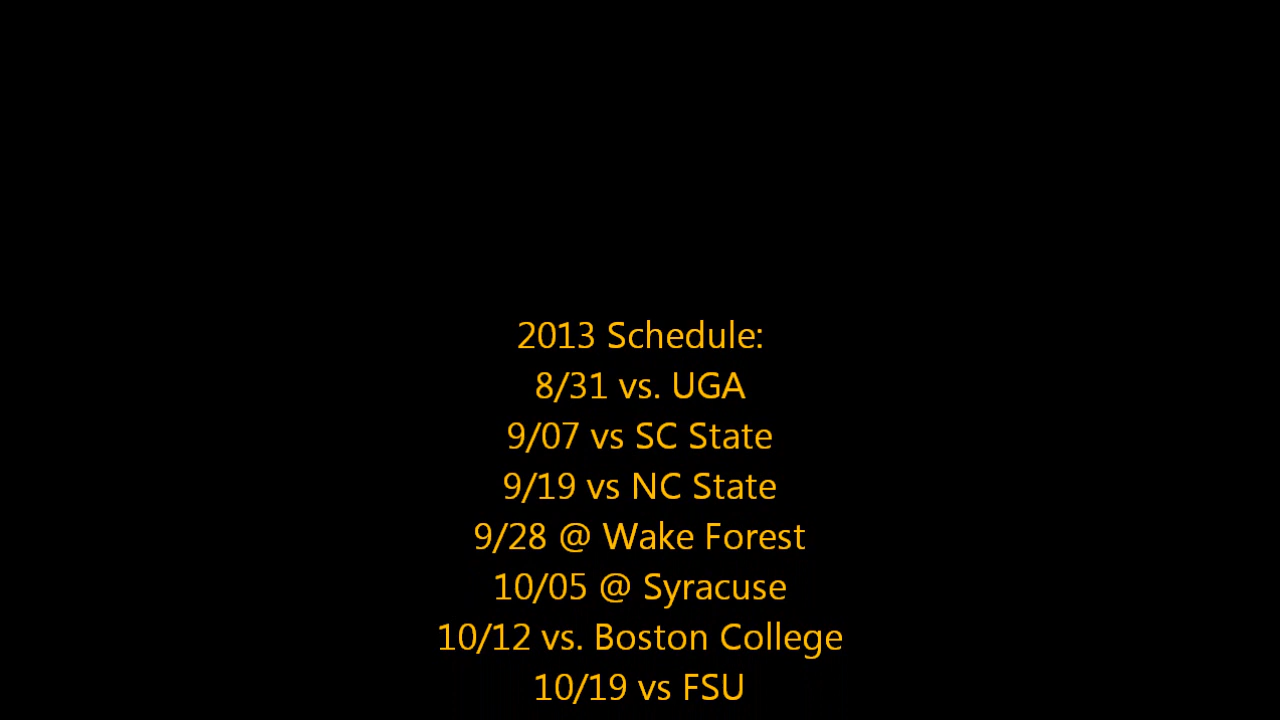 2013 Schedule:
8/31 vs. UGA
9/07 vs SC State
9/19 vs NC State
9/28 @ Wake Forest
10/05 @ Syracuse
10/12 vs. Boston College
10/19 vs FSU